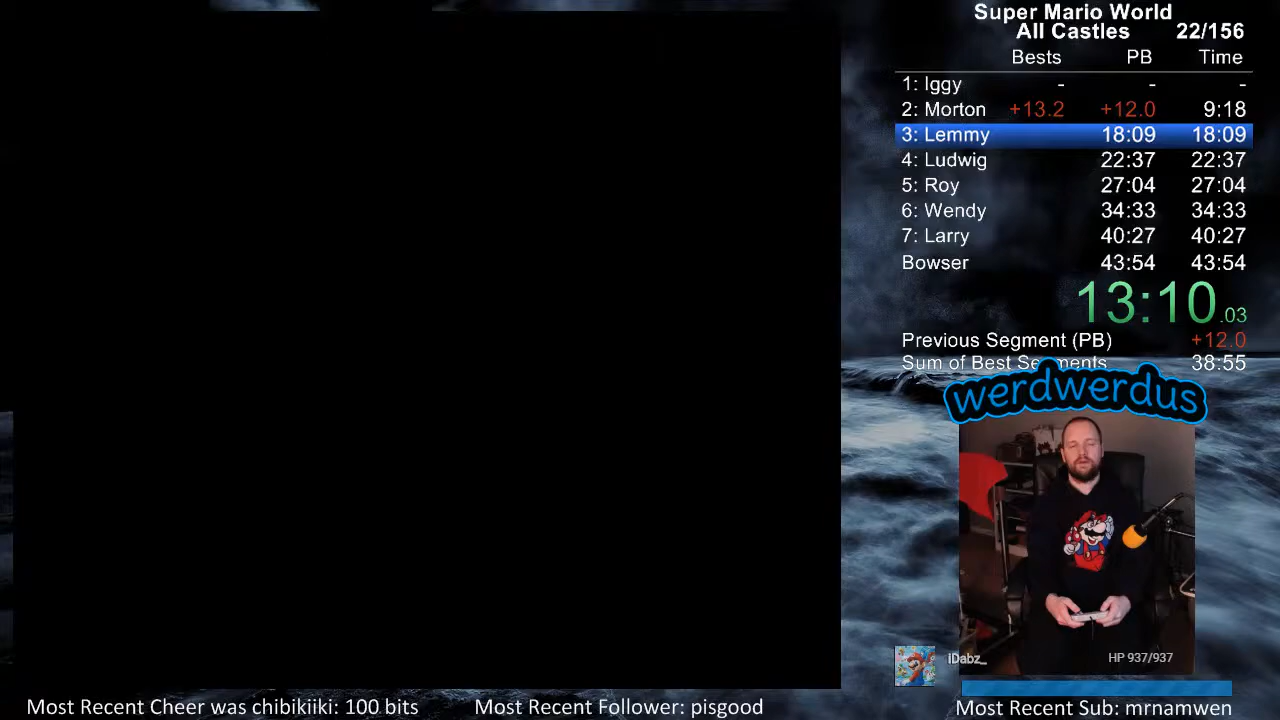 Super Mario World
All Castles 22/156
Bests PB Time
1: Iggy - - -
2: Morton +13.2 +12.0 9:18
3: Lemmy 18:09 18:09
4: Ludwig 22:37 22:37
5: Roy 27:04 27:04
6: Wendy 34:33 34:33
7: Larry 40:27 40:27
Bowser 43:54 43:54
13:10.03
Previous Segment (PB) +12.0
Sum of Best Segments 38:55
werdwerdus
iDabz_ HP 937/937
Most Recent Cheer was chibikiiki: 100 bits Most Recent Follower: pisgood Most Recent Sub: mrnamwen